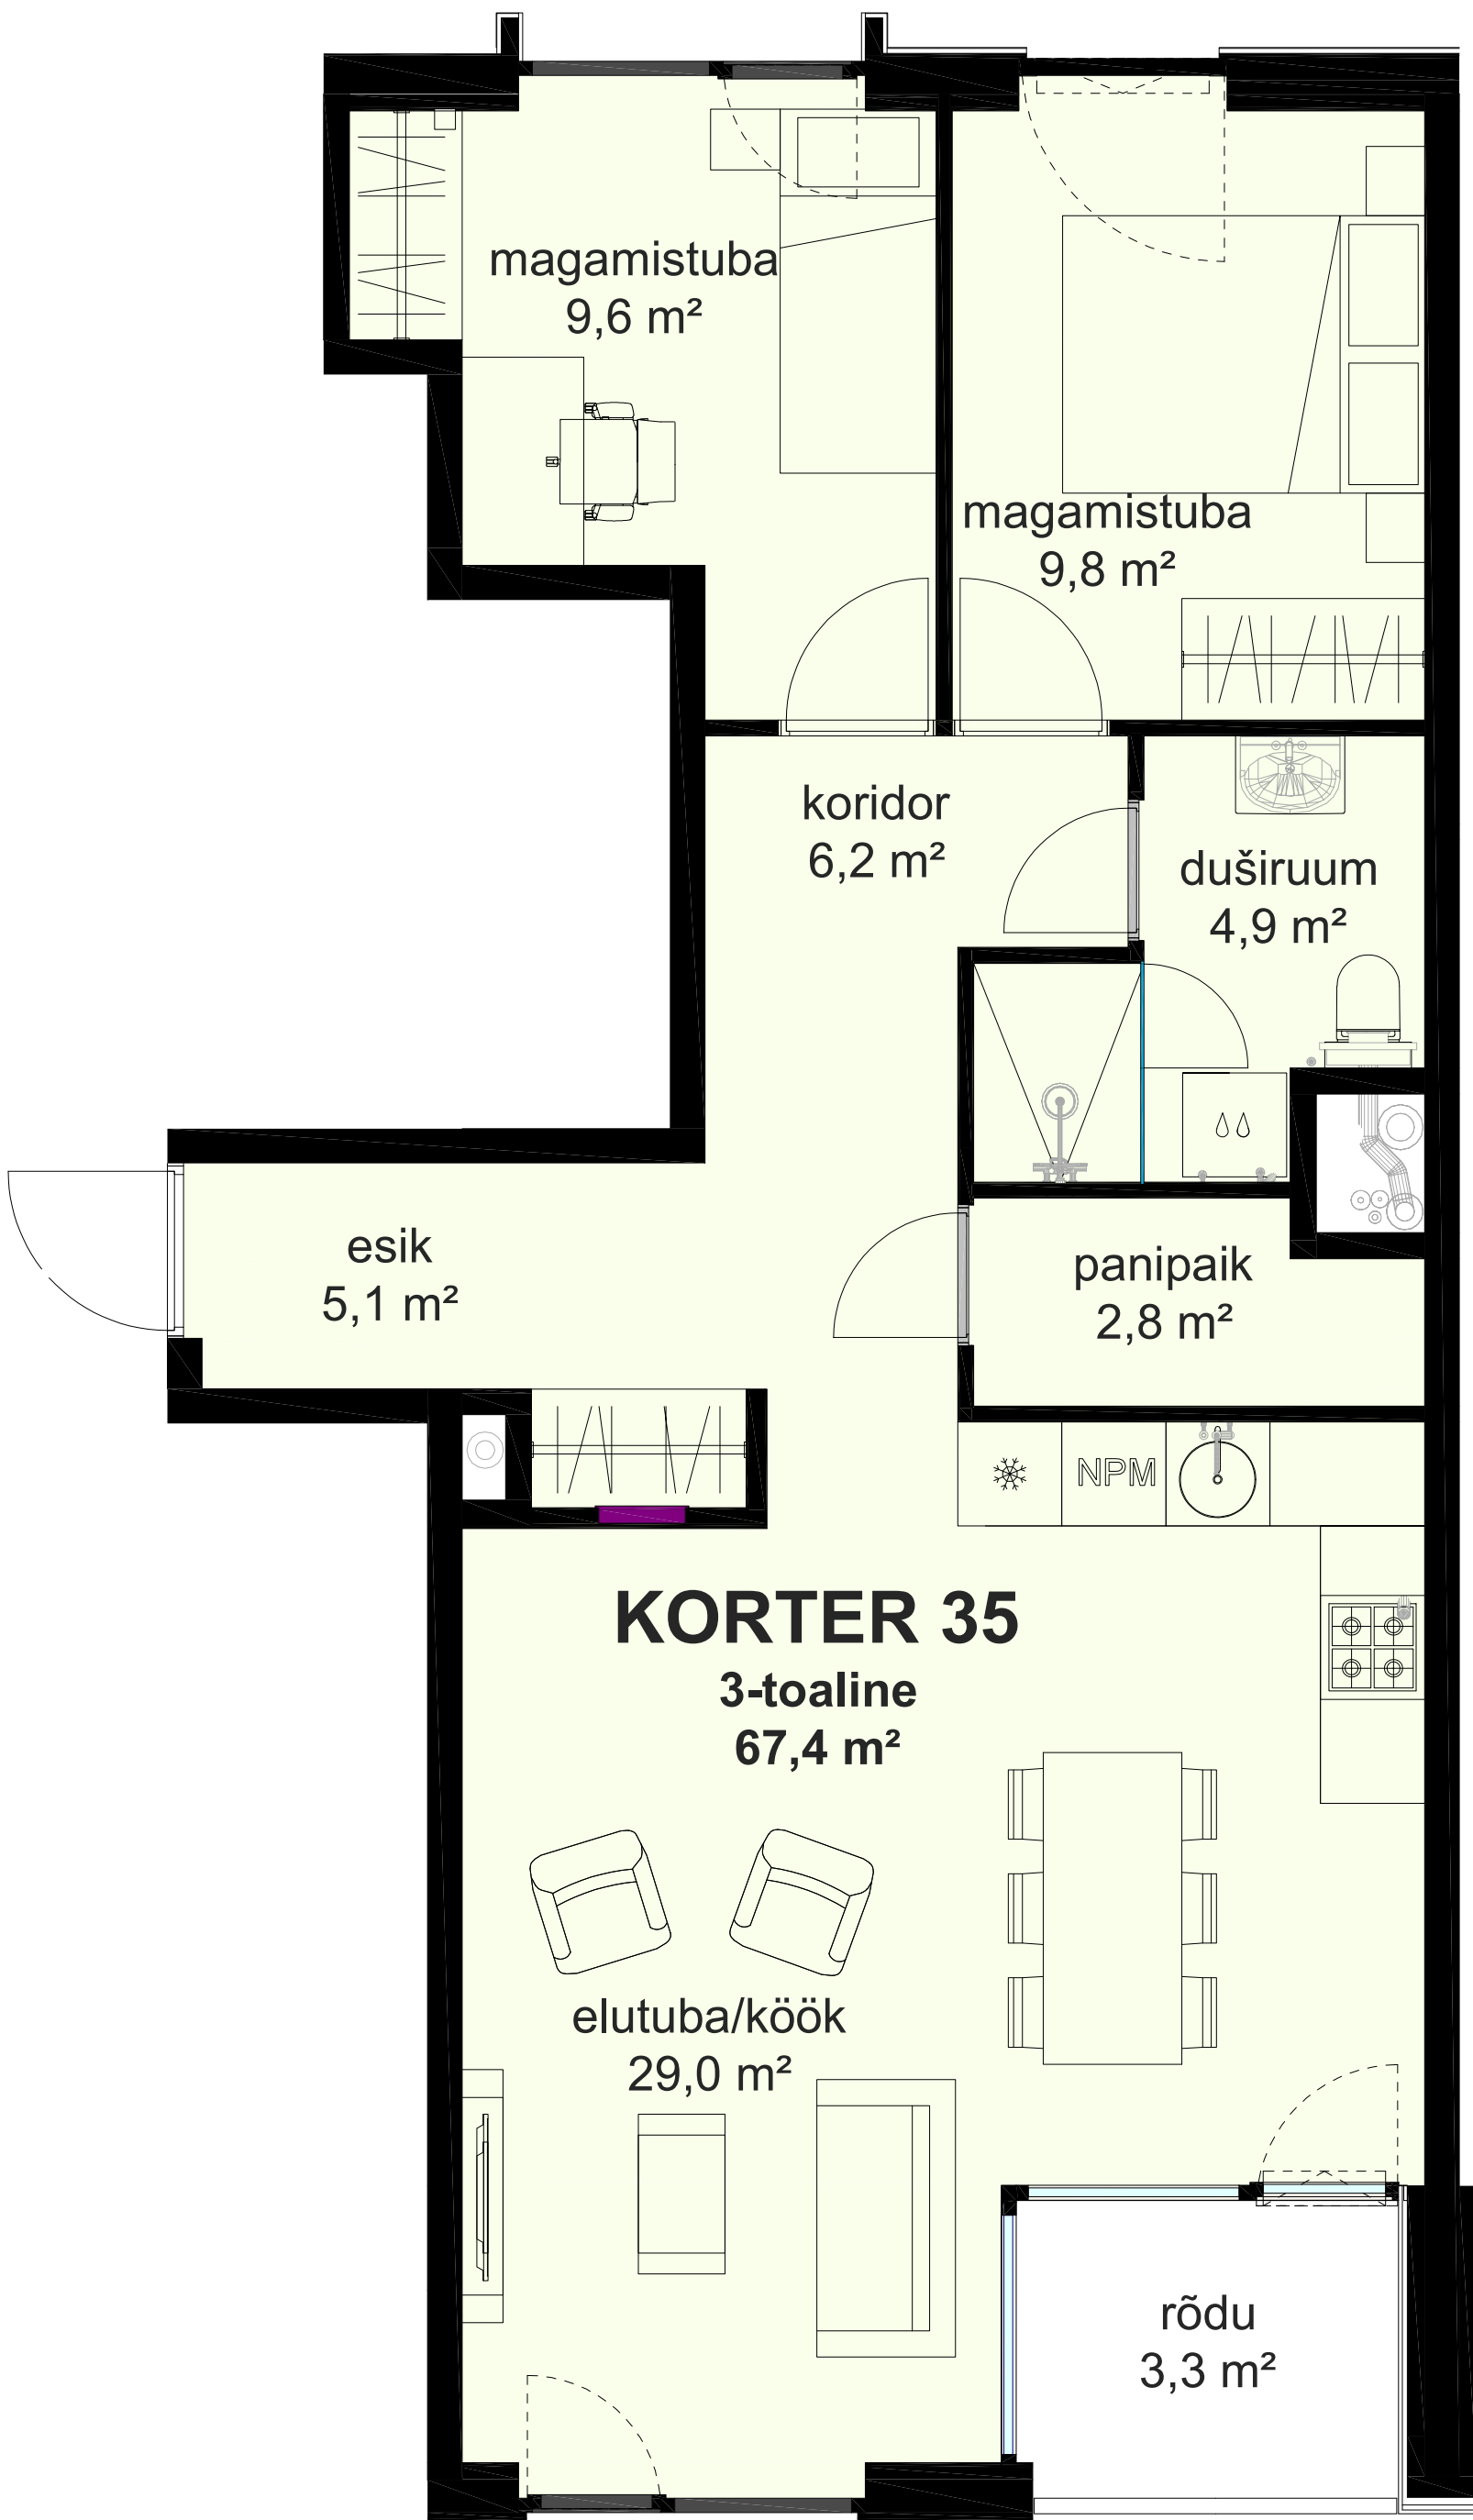 magamistuba
9,6 m²
magamistuba
9,8 m²
koridor
6,2 m²
duširuum
4,9 m²
esik
5,1 m²
panipaik
2,8 m²
NPM
KORTER 35
3-toaline
67,4 m²
elutuba/köök
29,0 m²
rõdu
3,3 m²